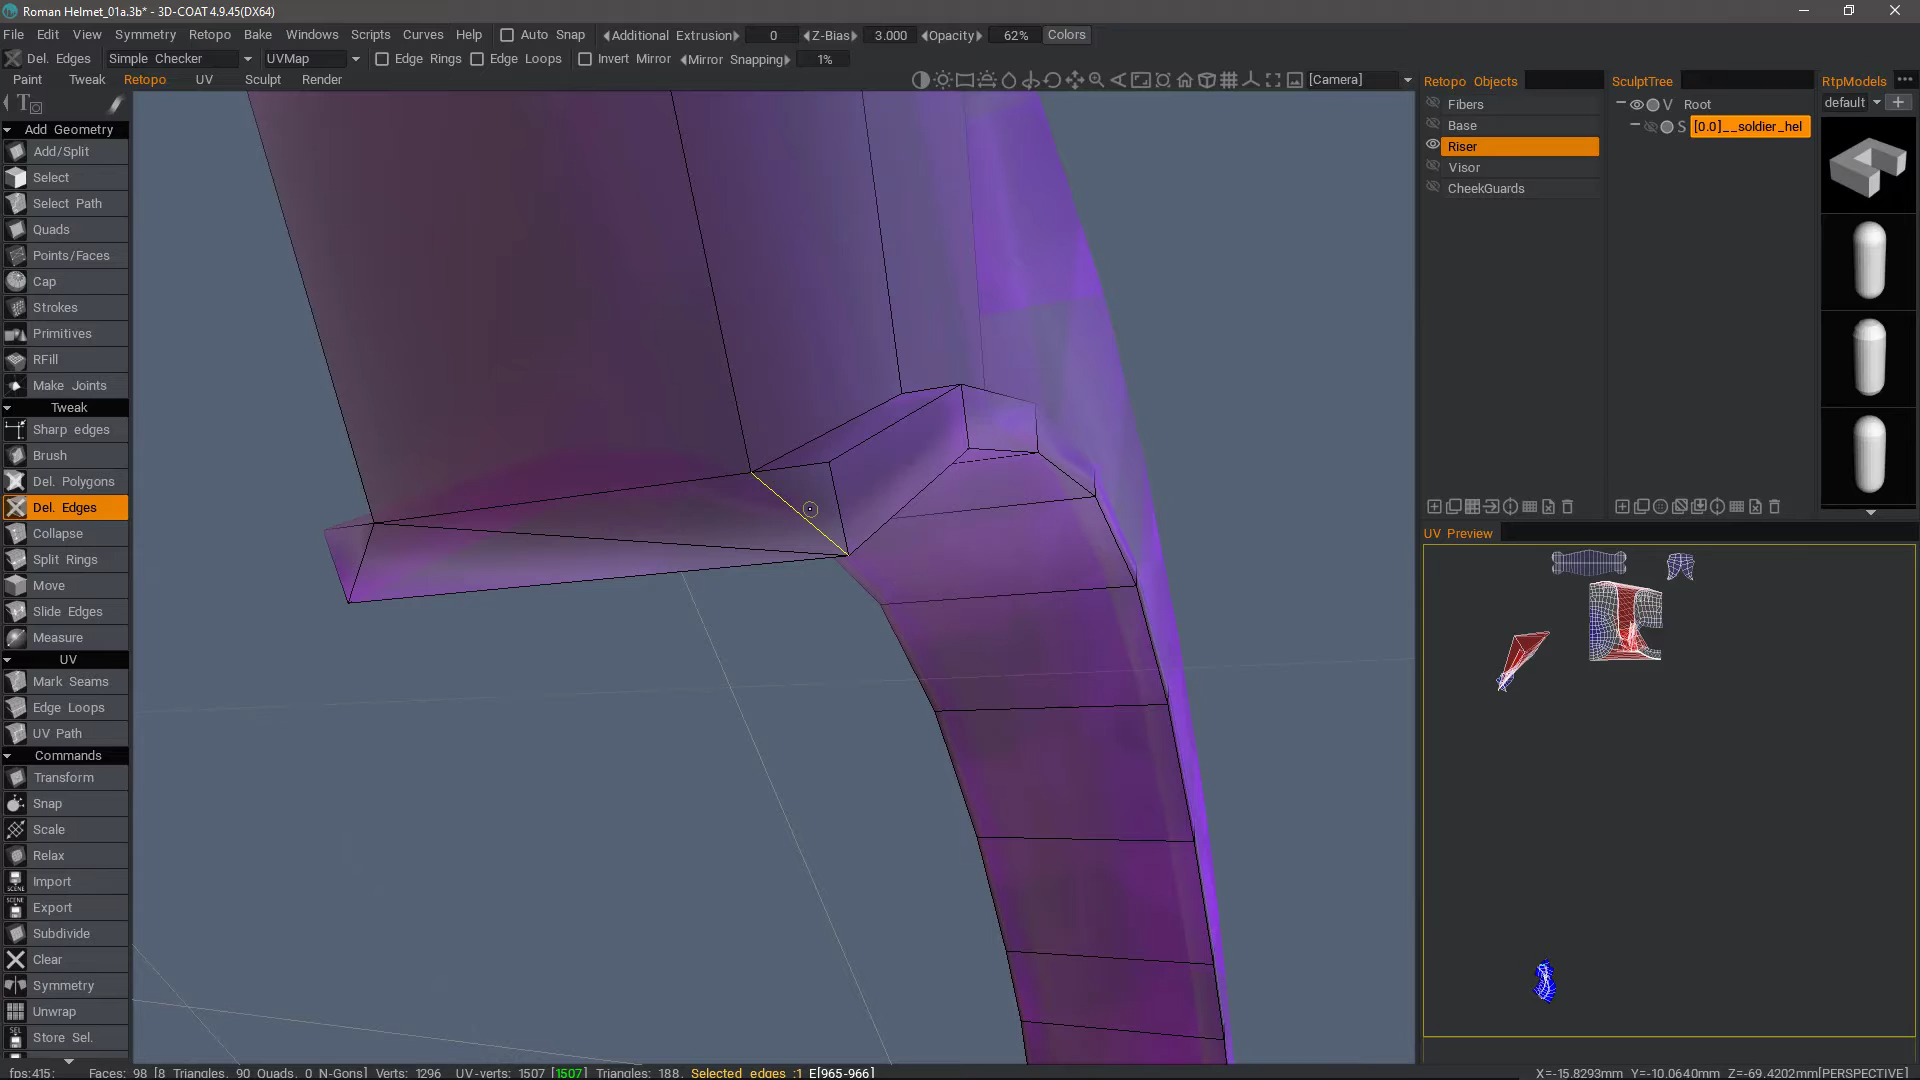 Roman Helmet_01a.3b* - 3D-COAT 4.9.45(DX64)
File Edit View Symmetry Retopo Bake Windows Scripts Curves Help Auto Snap Additional Extrusion 0 Z-Bias 3.000 Opacity 62% Colors
Del. Edges Simple Checker UVMap Edge Rings Edge Loops Invert Mirror Mirror Snapping 1%
Paint Tweak Retopo UV Sculpt Render [Camera]
Retopo Objects
Fibers
Base
Riser
Visor
CheekGuards
SculptTree
V Root
S [0.0]__soldier_hel
RtpModels
default
UV Preview
Add Geometry
Add/Split
Select
Select Path
Quads
Points/Faces
Cap
Strokes
Primitives
RFill
Make Joints
Tweak
Sharp edges
Brush
Del. Polygons
Del. Edges
Collapse
Split Rings
Move
Slide Edges
Measure
UV
Mark Seams
Edge Loops
UV Path
Commands
Transform
Snap
Scale
Relax
SCENE Import
SCENE Export
Subdivide
Clear
Symmetry
Unwrap
SEL Store Sel.
fps:415; Faces: 98 [8 Triangles, 90 Quads, 0 N-Gons] Verts: 1296 UV-verts: 1507 [1507] Triangles: 188. Selected edges :1 E[965-966] X=-15.8293mm Y=-10.0640mm Z=-69.4202mm[PERSPECTIVE]